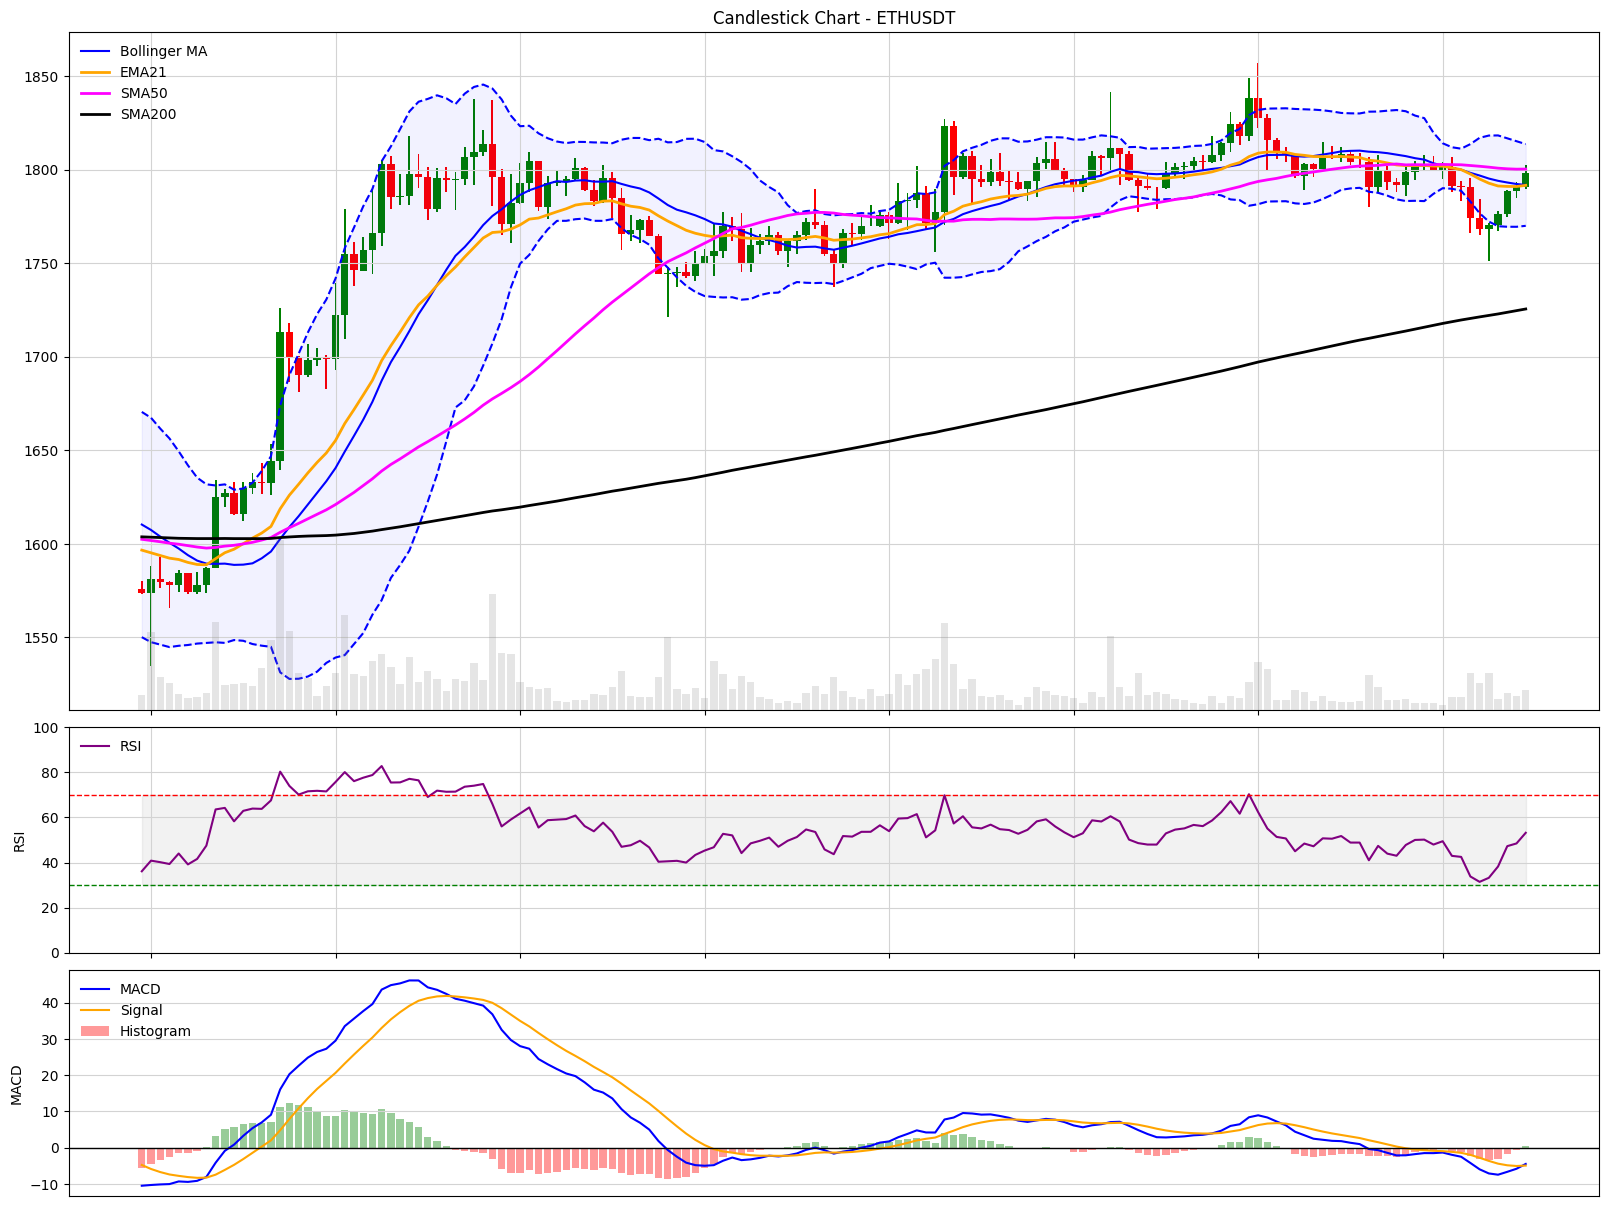 Candlestick Chart - ETHUSDT
Bollinger MA
EMA21
SMA50
SMA200
1850
1800
1750
1700
1650
1600
1550
RSI
100
80
60
40
20
0
RSI
MACD
Signal
Histogram
40
30
20
10
0
−10
MACD